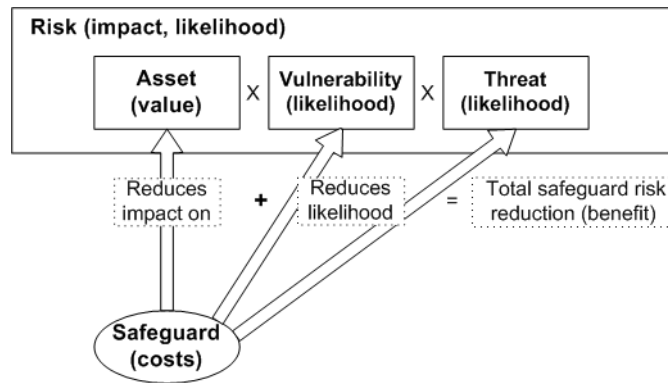 Risk (impact, likelihood)
Asset
(value)
X
Vulnerability
(likelihood)
X
Threat
(likelihood)
Reduces
impact on
+
Reduces
likelihood
=
Total safeguard risk
reduction (benefit)
Safeguard
(costs)